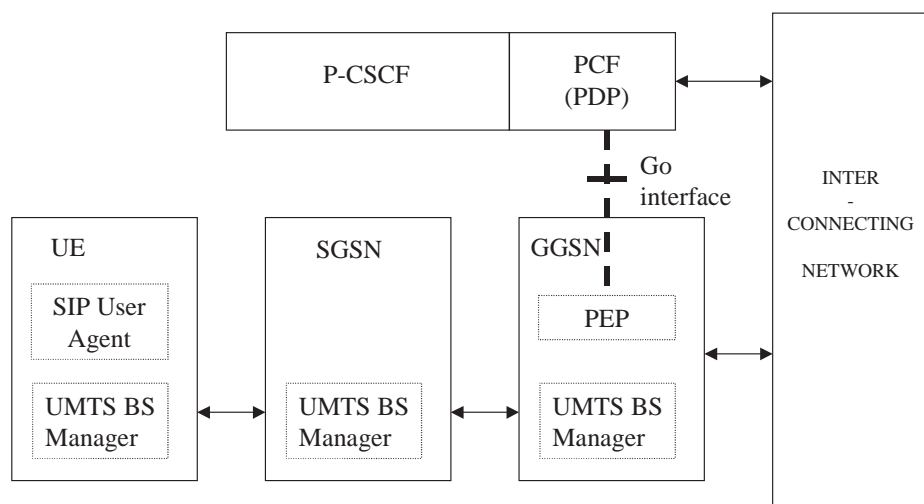 P-CSCF
PCF
(PDP)
Go
interface
INTER
-
CONNECTING
NETWORK
UE
SIP User
Agent
UMTS BS
Manager
SGSN
UMTS BS
Manager
GGSN
PEP
UMTS BS
Manager